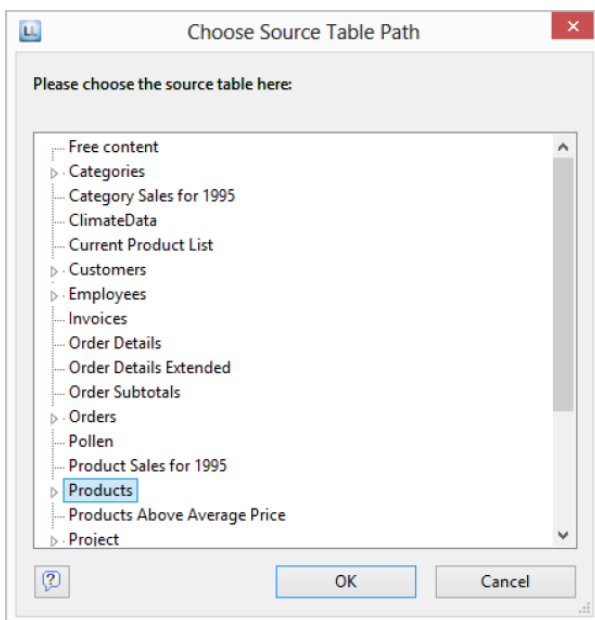 LL
Choose Source Table Path
Please choose the source table here:
Free content
Categories
Category Sales for 1995
ClimateData
Current Product List
Customers
Employees
Invoices
Order Details
Order Details Extended
Order Subtotals
Orders
Pollen
Product Sales for 1995
Products
Products Above Average Price
Project
?
OK
Cancel